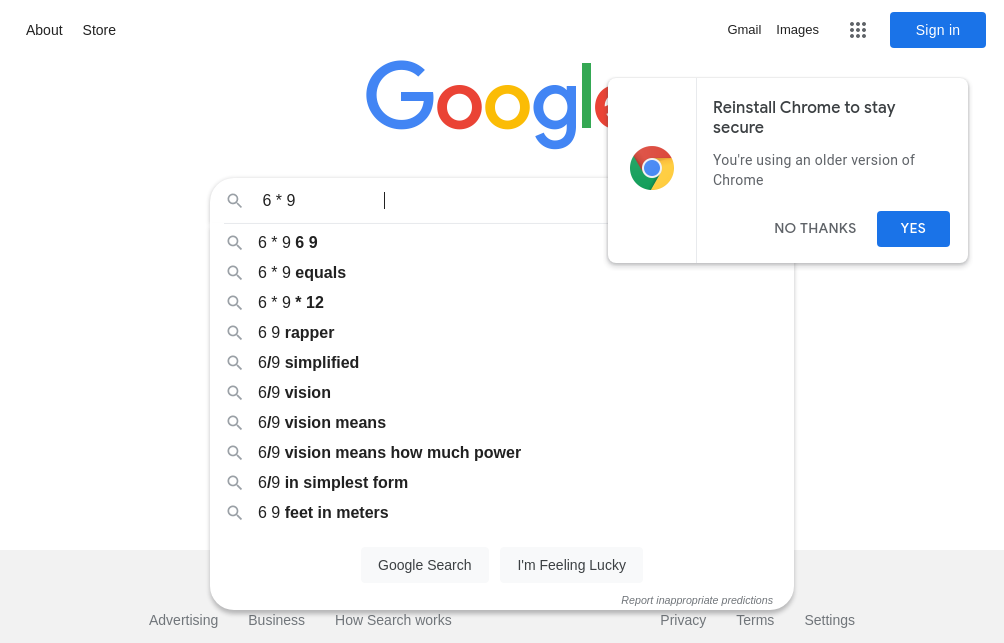 About Store Gmail Images Sign in
Google
Reinstall Chrome to stay
secure
You're using an older version of
Chrome
NO THANKS YES
6 * 9
6 * 9 6 9
6 * 9 equals
6 * 9 * 12
6 9 rapper
6/9 simplified
6/9 vision
6/9 vision means
6/9 vision means how much power
6/9 in simplest form
6 9 feet in meters
Google Search I'm Feeling Lucky
Report inappropriate predictions
Advertising Business How Search works Privacy Terms Settings